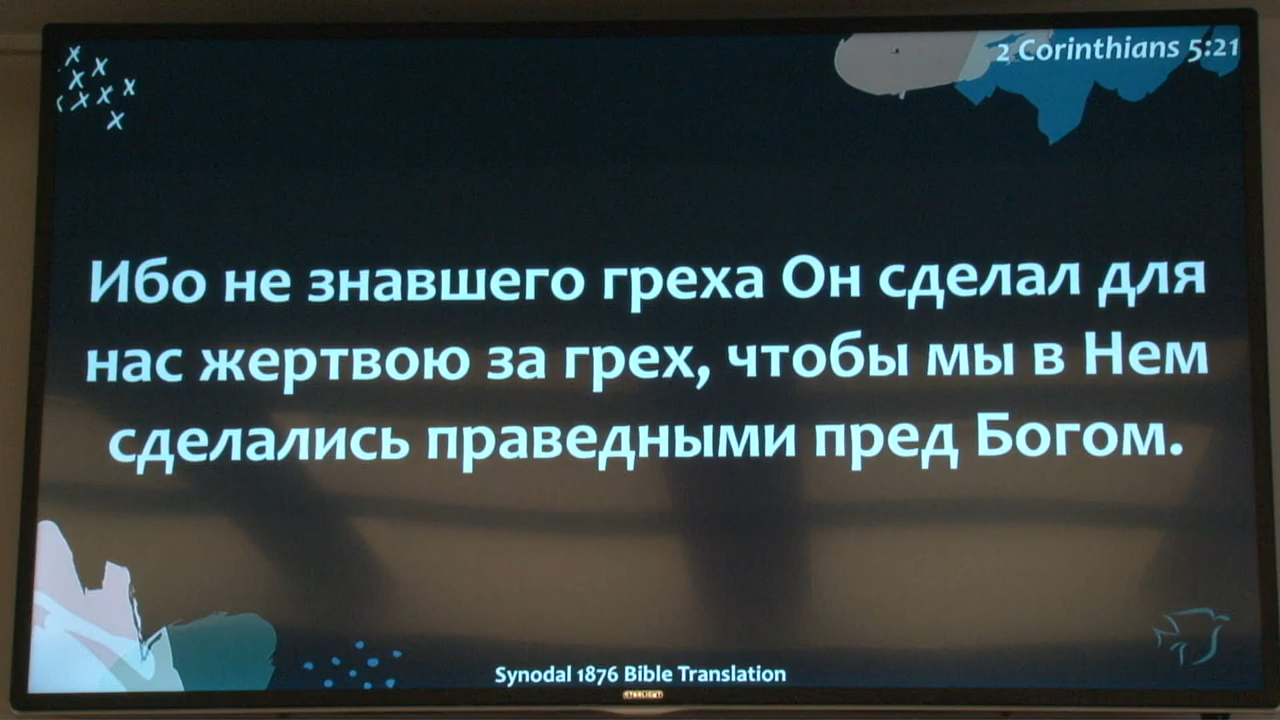 2 Corinthians 5:21
Ибо не знавшего греха Он сделал для
нас жертвою за грех, чтобы мы в Нем
сделались праведными пред Богом.
Synodal 1876 Bible Translation